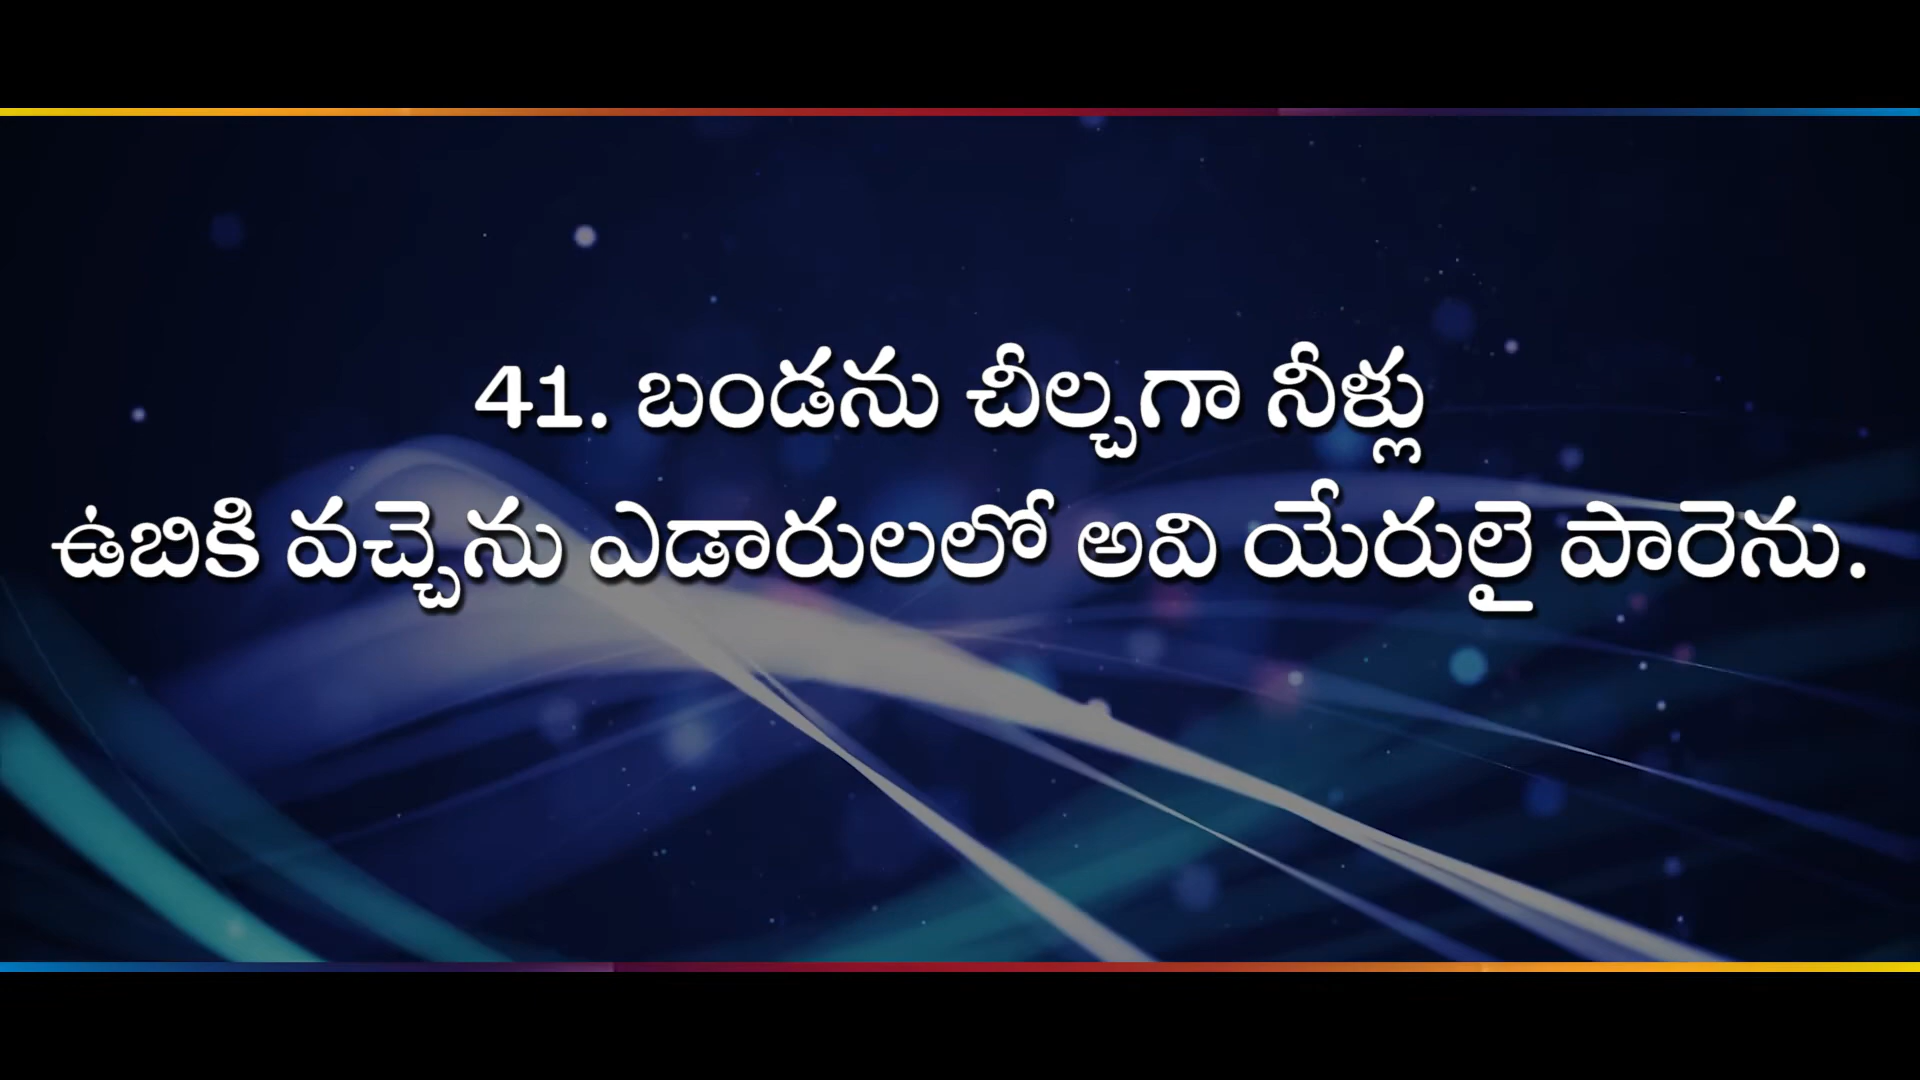 41. బండను చీల్చగా నీళ్లు
ఉబికి వచ్చెను ఎడారులలో అవి యేరులై పారెను.